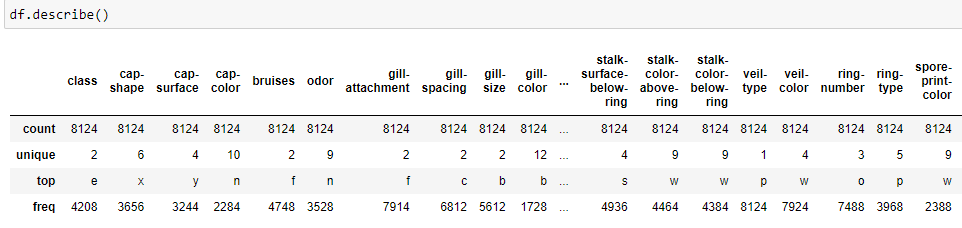 df.describe()
class cap-shape cap-surface cap-color bruises odor gill-attachment gill-spacing gill-size gill-color ... stalk-surface-below-ring stalk-color-above-ring stalk-color-below-ring veil-type veil-color ring-number ring-type spore-print-color
count 8124 8124 8124 8124 8124 8124 8124 8124 8124 8124 ... 8124 8124 8124 8124 8124 8124 8124 8124
unique 2 6 4 10 2 9 2 2 2 12 ... 4 9 9 1 4 3 5 9
top e x y n f n f c b b ... s w w p w o p w
freq 4208 3656 3244 2284 4748 3528 7914 6812 5612 1728 ... 4936 4464 4384 8124 7924 7488 3968 2388